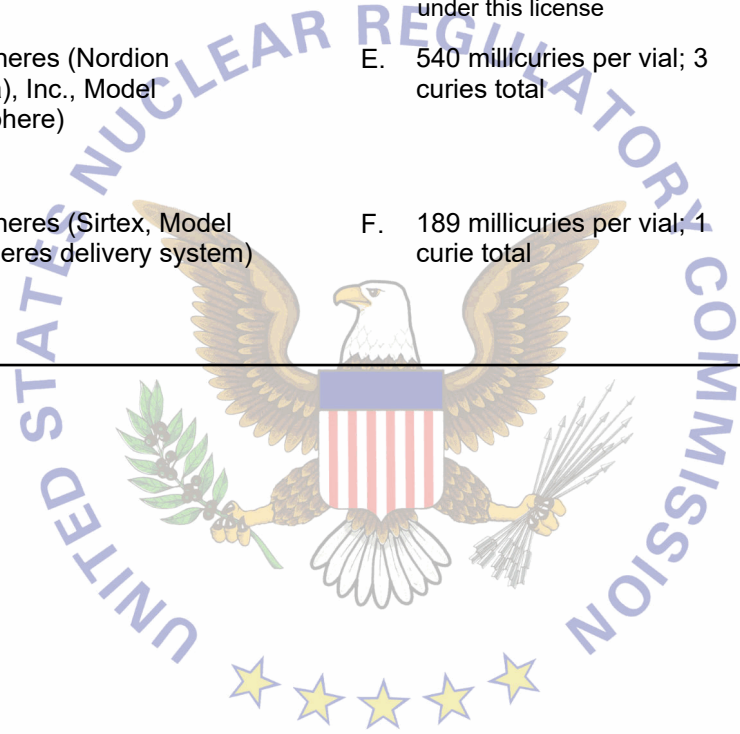 under this license
heres (Nordion
), Inc., Model
here)
E. 540 millicuries per vial; 3
curies total
heres (Sirtex, Model
eres delivery system)
F. 189 millicuries per vial; 1
curie total
UNITED STATES NUCLEAR REGULATORY COMMISSION